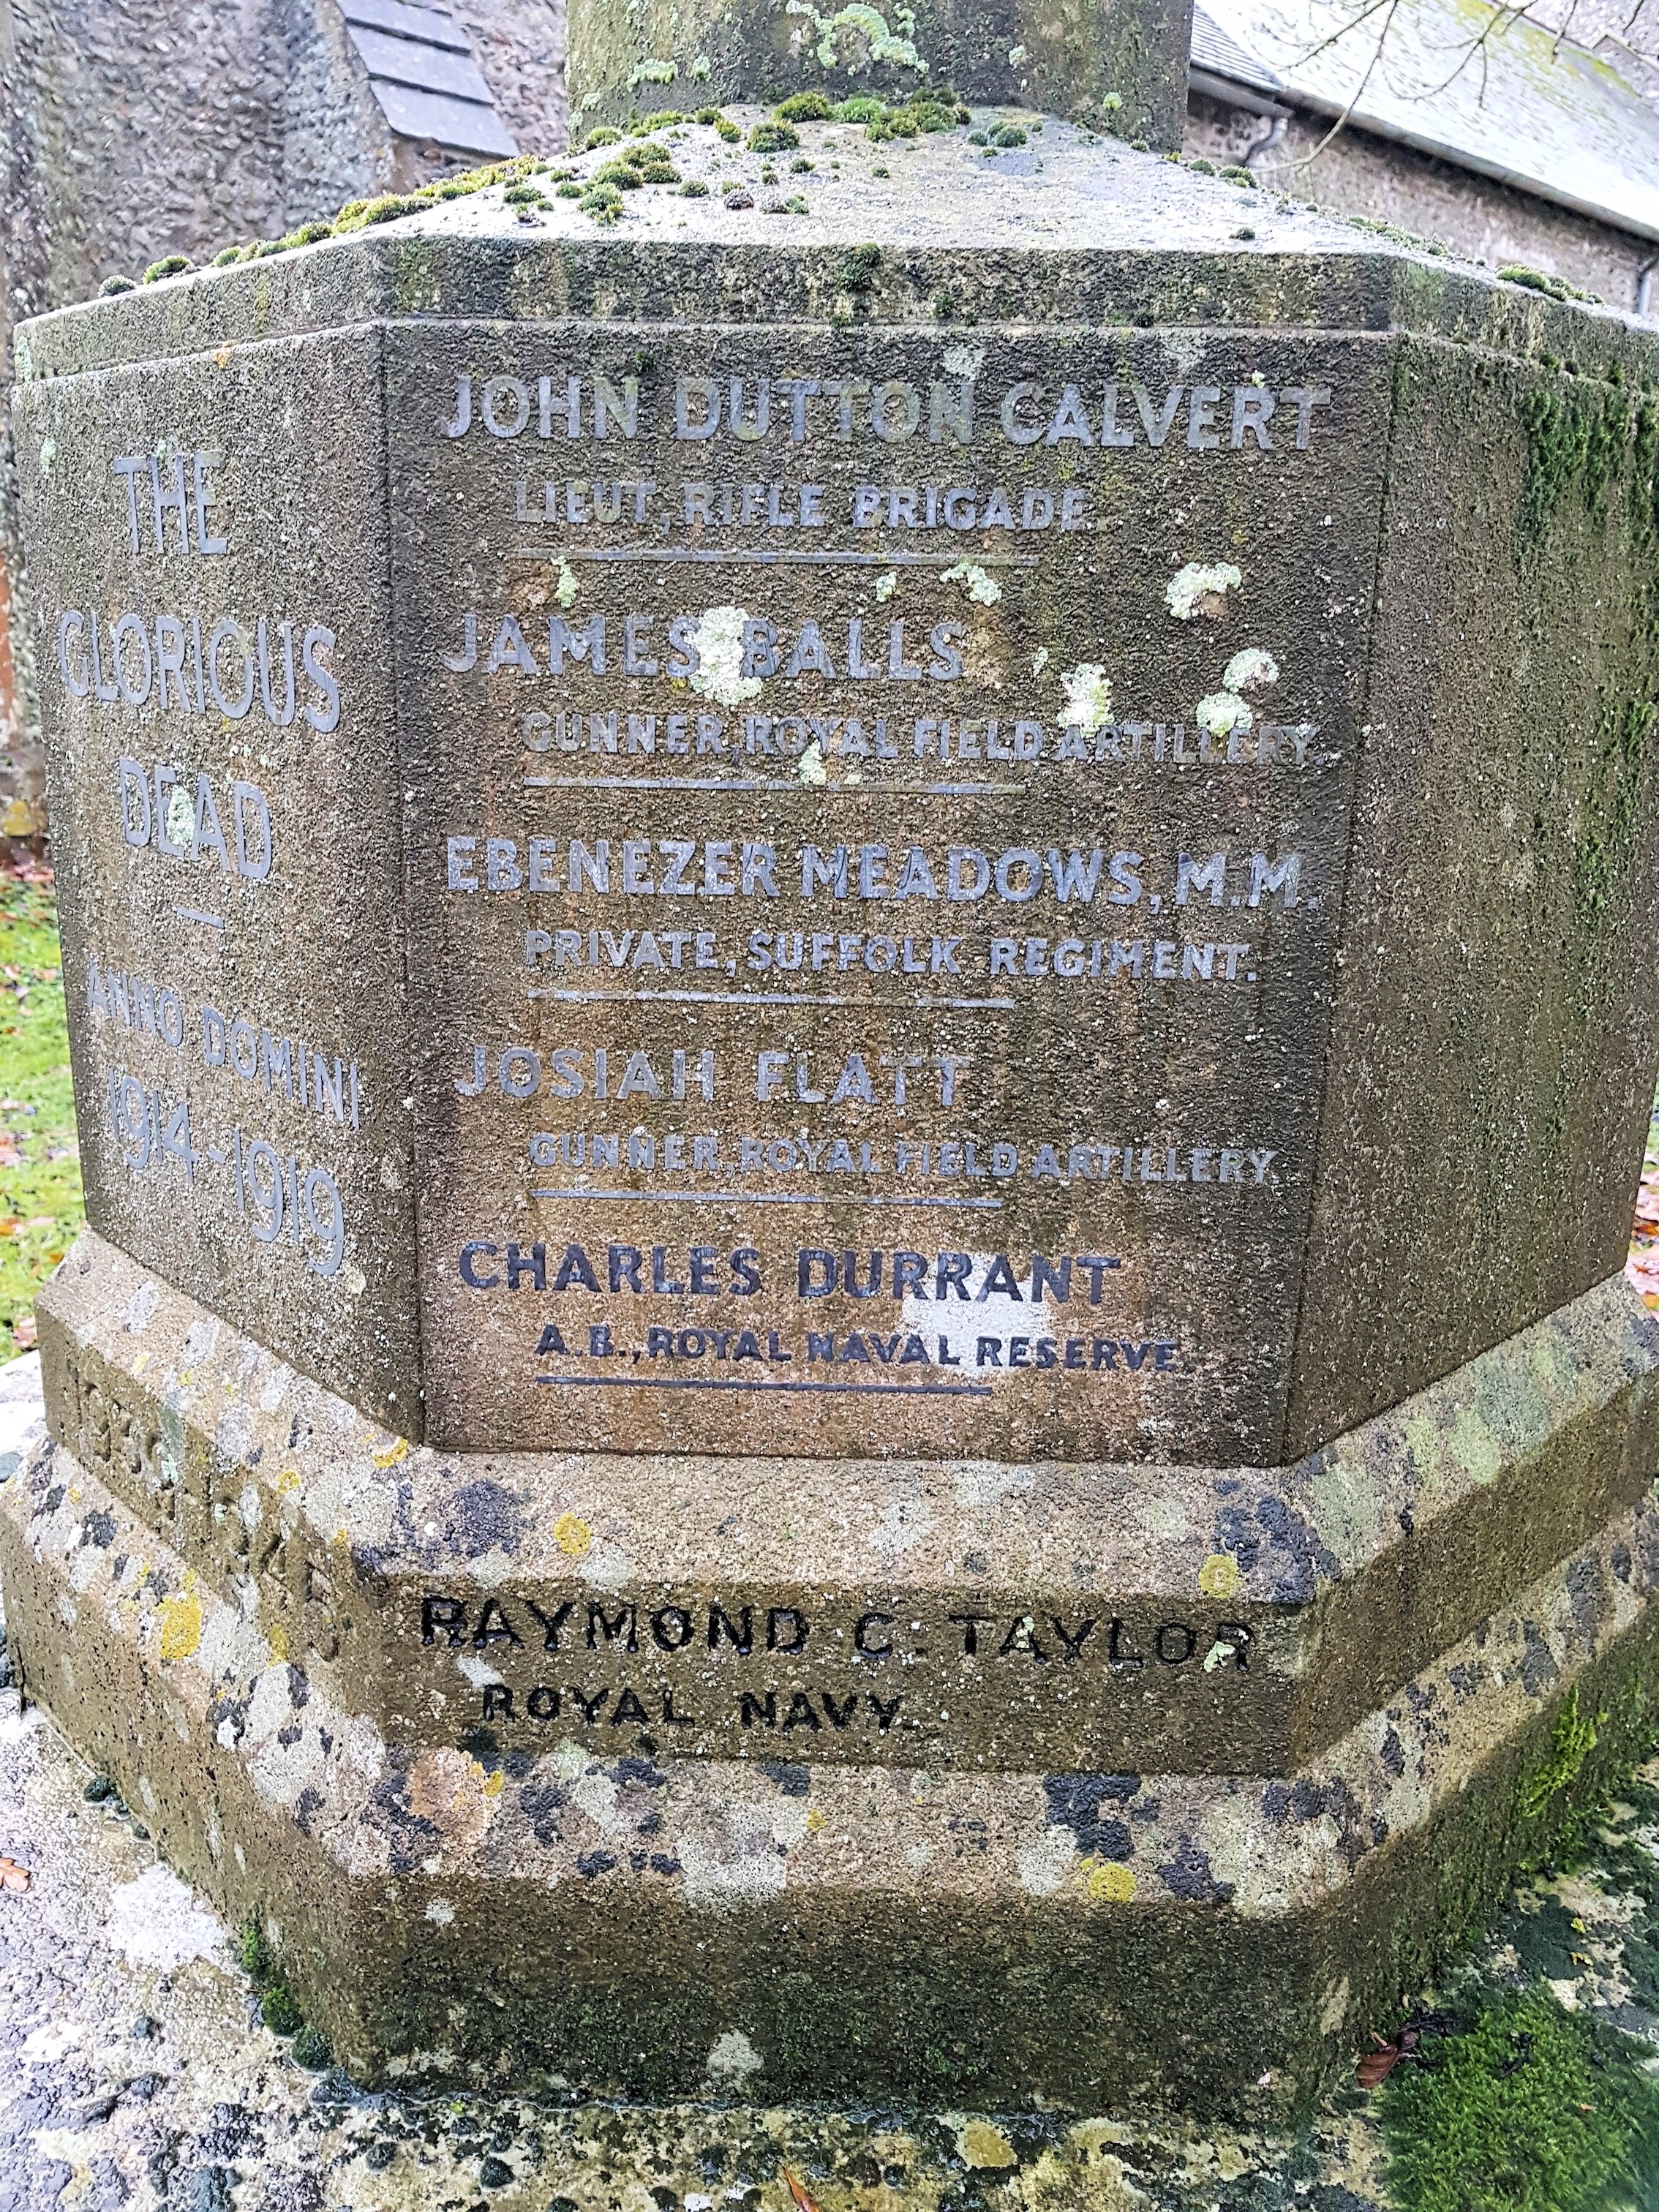 THE
GLORIOUS
DEAD
ANNO DOMINI
1914-1919
JOHN DUTTON CALVERT
LIEUT, RIFLE BRIGADE.
JAMES BALLS
GUNNER, ROYAL FIELD ARTILLERY.
EBENEZER MEADOWS, M.M.
PRIVATE, SUFFOLK REGIMENT.
JOSIAH FLATT
GUNNER, ROYAL FIELD ARTILLERY.
CHARLES DURRANT
A.B., ROYAL NAVAL RESERVE.
RAYMOND C. TAYLOR
ROYAL NAVY